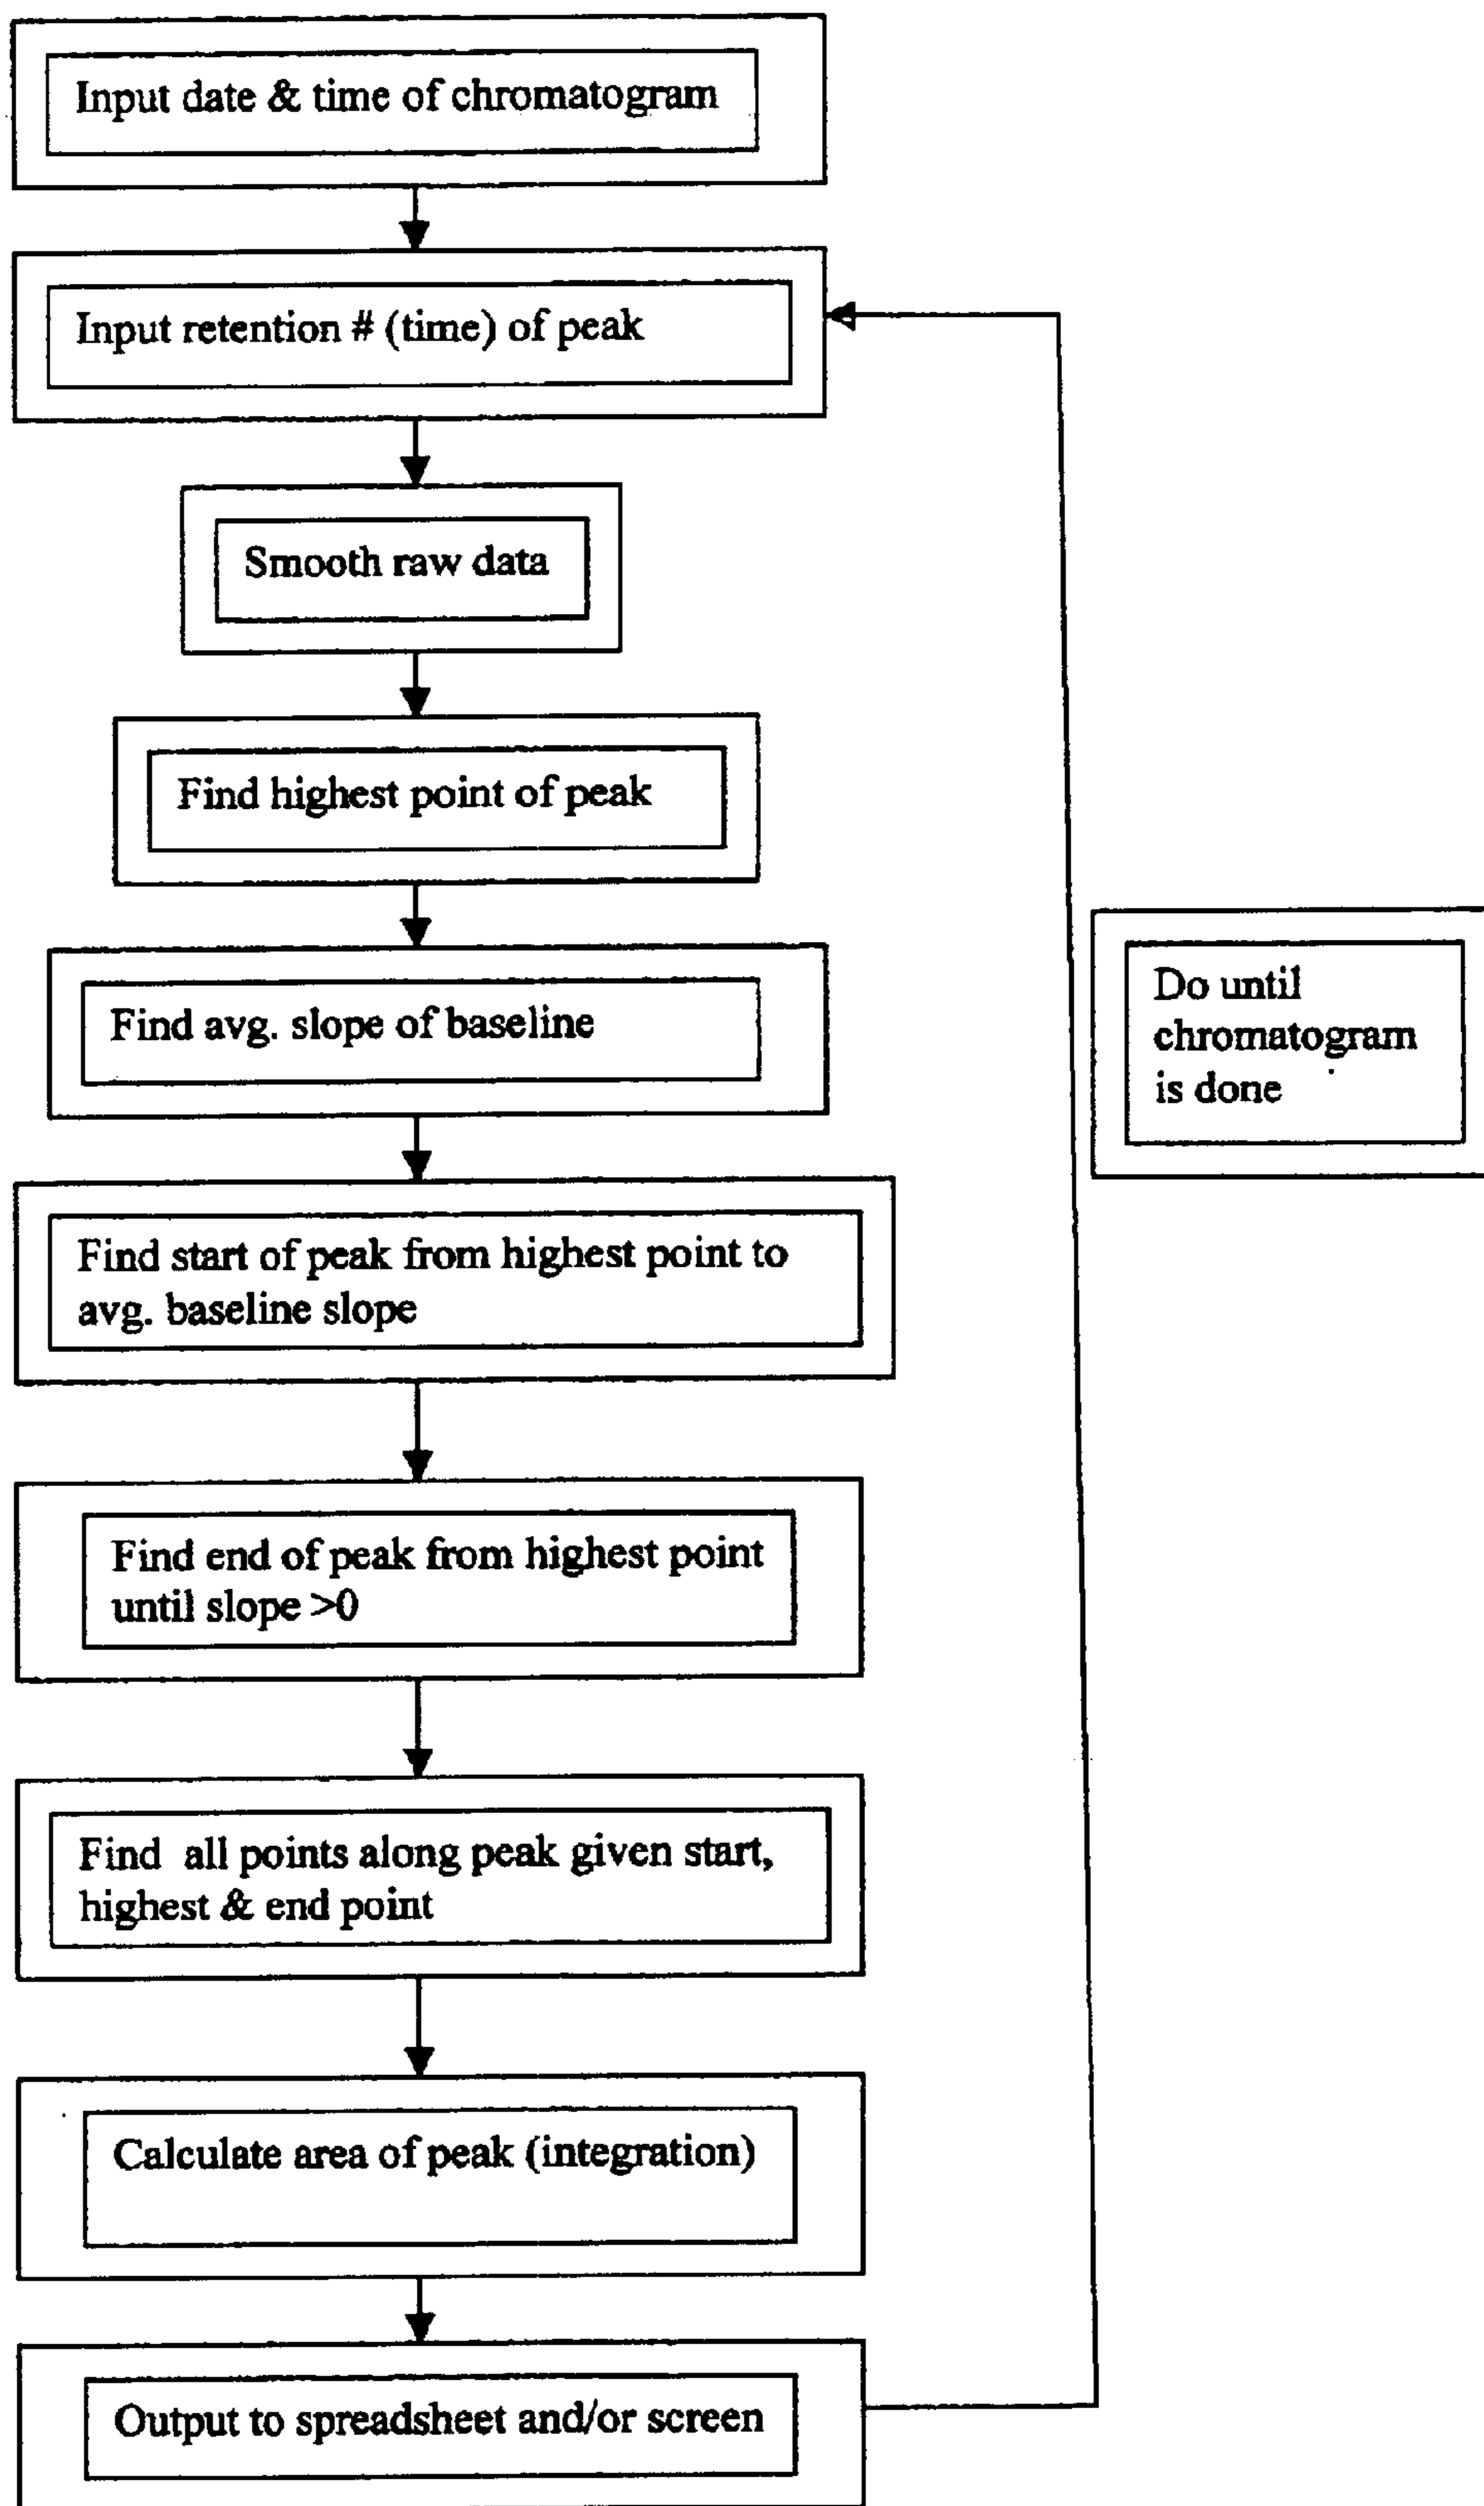 Input date & time of chromatogram
Input retention # (time) of peak
Smooth raw data
Find highest point of peak
Find avg. slope of baseline
Find start of peak from highest point to
avg. baseline slope
Find end of peak from highest point
until slope >0
Find all points along peak given start,
highest & end point
Calculate area of peak (integration)
Output to spreadsheet and/or screen
Do until
chromatogram
is done